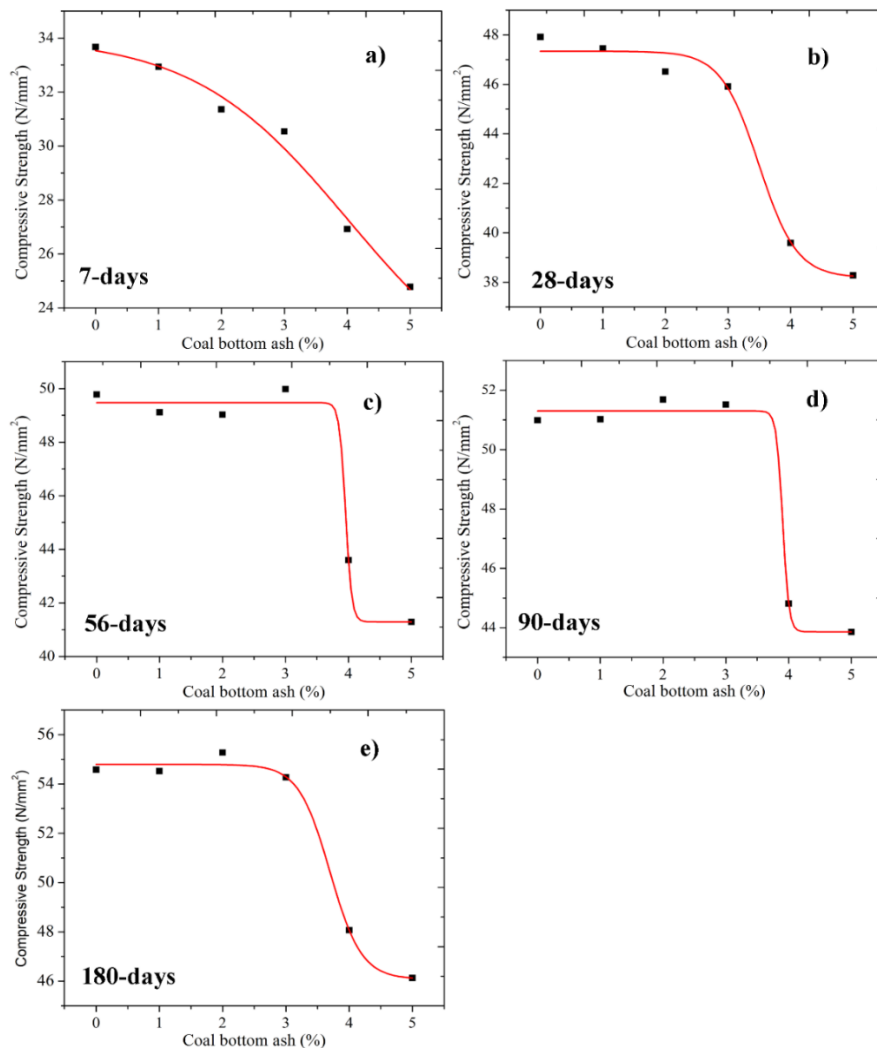 a)
34
32
30
28
26
24
Compressive Strength (N/mm²)
7-days
0 1 2 3 4 5
Coal bottom ash (%)
b)
48
46
44
42
40
38
Compressive Strength (N/mm²)
28-days
0 1 2 3 4 5
Coal bottom ash (%)
c)
50
48
46
44
42
40
Compressive Strength (N/mm²)
56-days
0 1 2 3 4 5
Coal bottom ash (%)
d)
52
50
48
46
44
Compressive Strength (N/mm²)
90-days
0 1 2 3 4 5
Coal bottom ash (%)
e)
56
54
52
50
48
46
Compressive Strength (N/mm²)
180-days
0 1 2 3 4 5
Coal bottom ash (%)